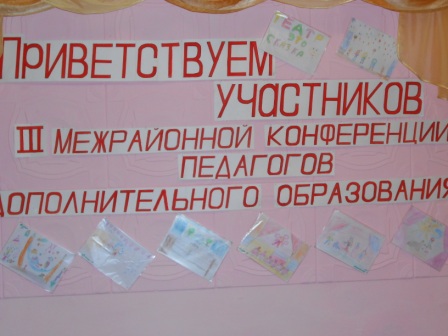 ПРИВЕТСТВУЕМ
УЧАСТНИКОВ
III МЕЖРАЙОННОЙ КОНФЕРЕНЦИИ
ПЕДАГОГОВ
ДОПОЛНИТЕЛЬНОГО ОБРАЗОВАНИЯ